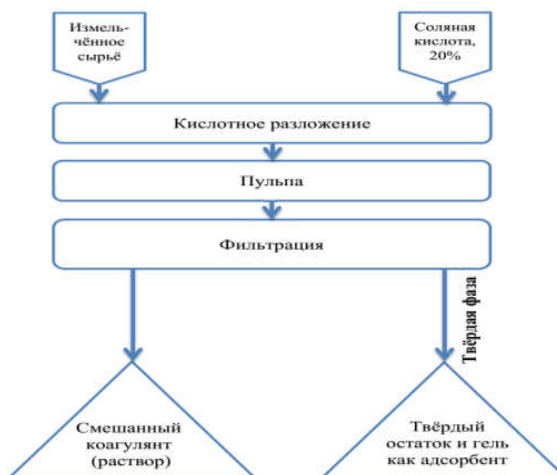 Измель-
чённое
сырьё
Соляная
кислота,
20%
Кислотное разложение
Пульпа
Фильтрация
Твёрдая фаза
Смешанный
коагулянт
(раствор)
Твёрдый
остаток и гель
как адсорбент